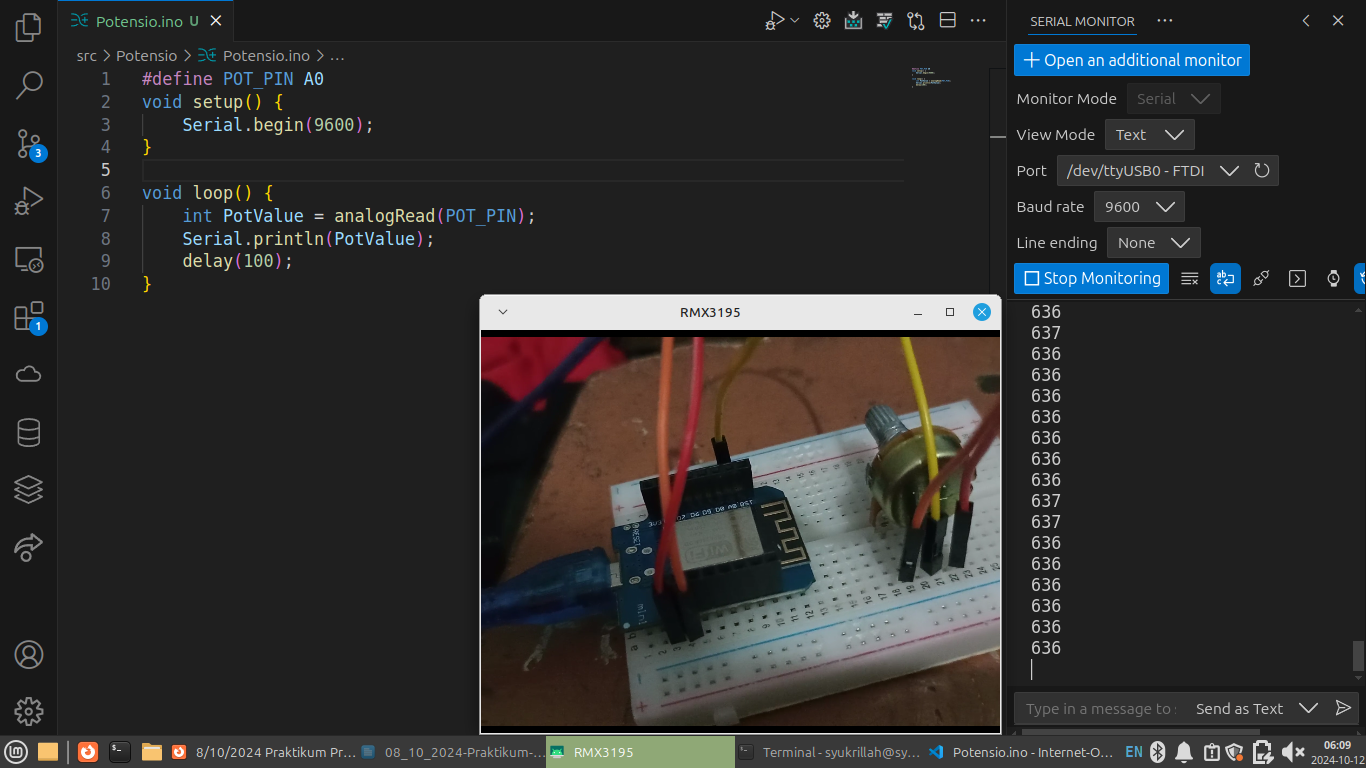 Potensio.ino U
src Potensio Potensio.ino ...
1 #define POT_PIN A0
2 void setup() {
3 Serial.begin(9600);
4 }
5
6 void loop() {
7 int PotValue = analogRead(POT_PIN);
8 Serial.println(PotValue);
9 delay(100);
10 }
3
1
SERIAL MONITOR
Open an additional monitor
Monitor Mode Serial
View Mode Text
Port /dev/ttyUSB0 - FTDI
Baud rate 9600
Line ending None
Stop Monitoring
636
637
636
636
636
636
636
636
636
637
637
636
636
636
636
636
636
Type in a message to s
Send as Text
RMX3195
RESET
mini
WiFi
8/10/2024 Praktikum Pr...
08_10_2024-Praktikum-...
RMX3195
Terminal - syukrillah@sy...
Potensio.ino - Internet-O...
EN
06:09
2024-10-12